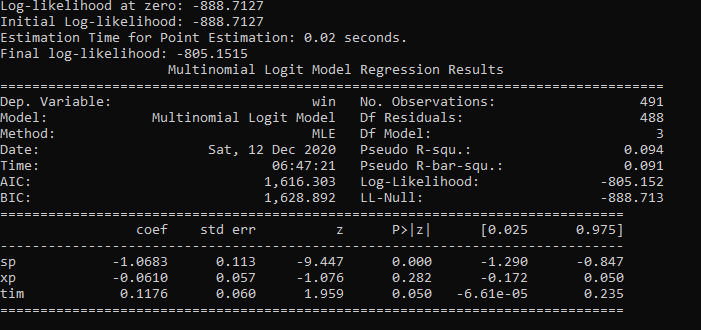 Log-likelihood at zero: -888.7127
Initial Log-likelihood: -888.7127
Estimation Time for Point Estimation: 0.02 seconds.
Final log-likelihood: -805.1515
Multinomial Logit Model Regression Results
===================================================================================
Dep. Variable: win No. Observations: 491
Model: Multinomial Logit Model Df Residuals: 488
Method: MLE Df Model: 3
Date: Sat, 12 Dec 2020 Pseudo R-squ.: 0.094
Time: 06:47:21 Pseudo R-bar-squ.: 0.091
AIC: 1,616.303 Log-Likelihood: -805.152
BIC: 1,628.892 LL-Null: -888.713
==============================================================================
coef std err z P>|z| [0.025 0.975]
------------------------------------------------------------------------------
sp -1.0683 0.113 -9.447 0.000 -1.290 -0.847
xp -0.0610 0.057 -1.076 0.282 -0.172 0.050
tim 0.1176 0.060 1.959 0.050 -6.61e-05 0.235
==============================================================================